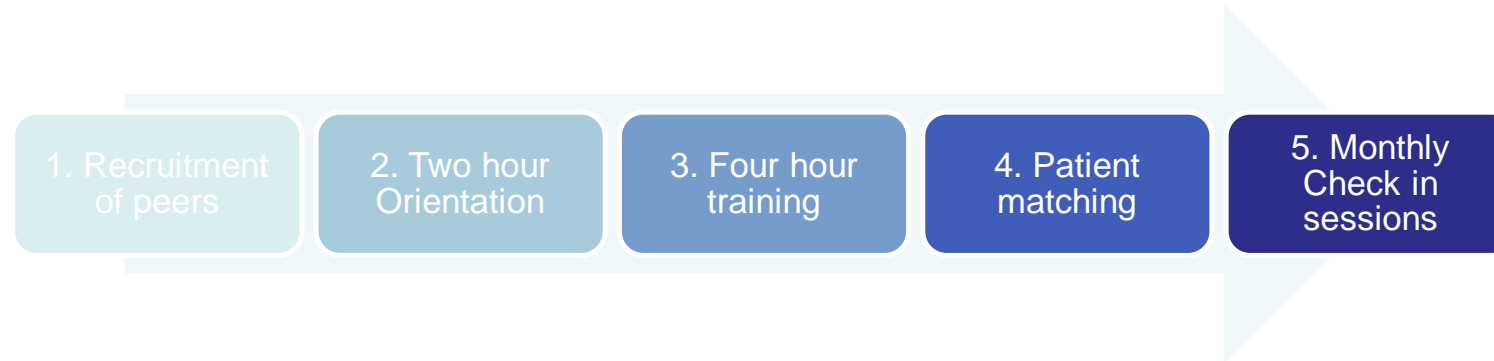 1. Recruitment
of peers
2. Two hour
Orientation
3. Four hour
training
4. Patient
matching
5. Monthly
Check in
sessions